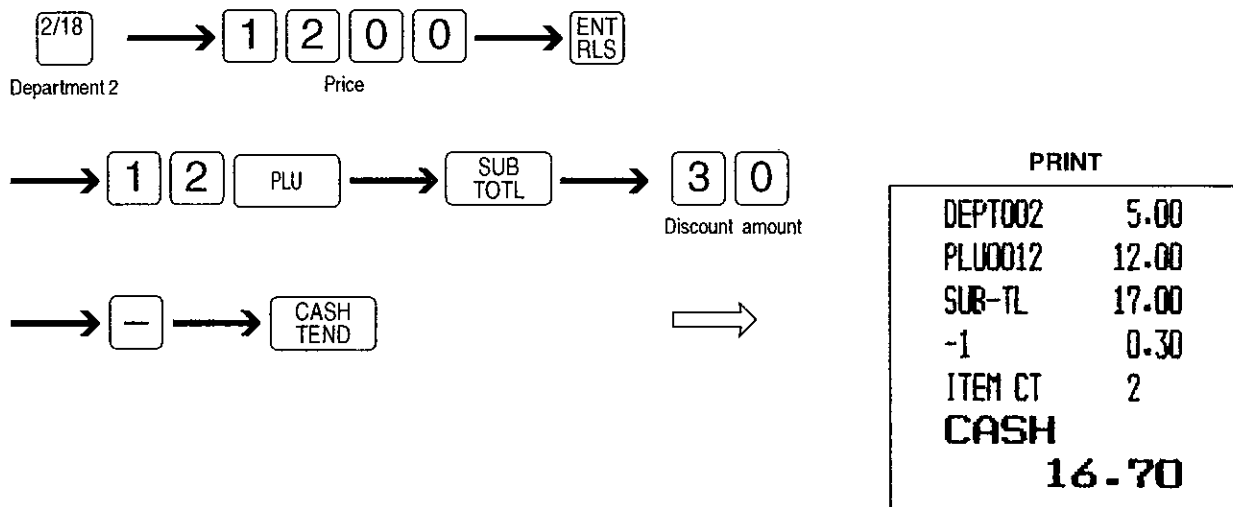 2/18 1 2 0 0 ENT RLS
Department 2 Price
1 2 PLU SUB TOTL 3 0
Discount amount
– CASH TEND
PRINT
DEPT002 5.00
PLU0012 12.00
SUB-TL 17.00
-1 0.30
ITEM CT 2
CASH
16.70